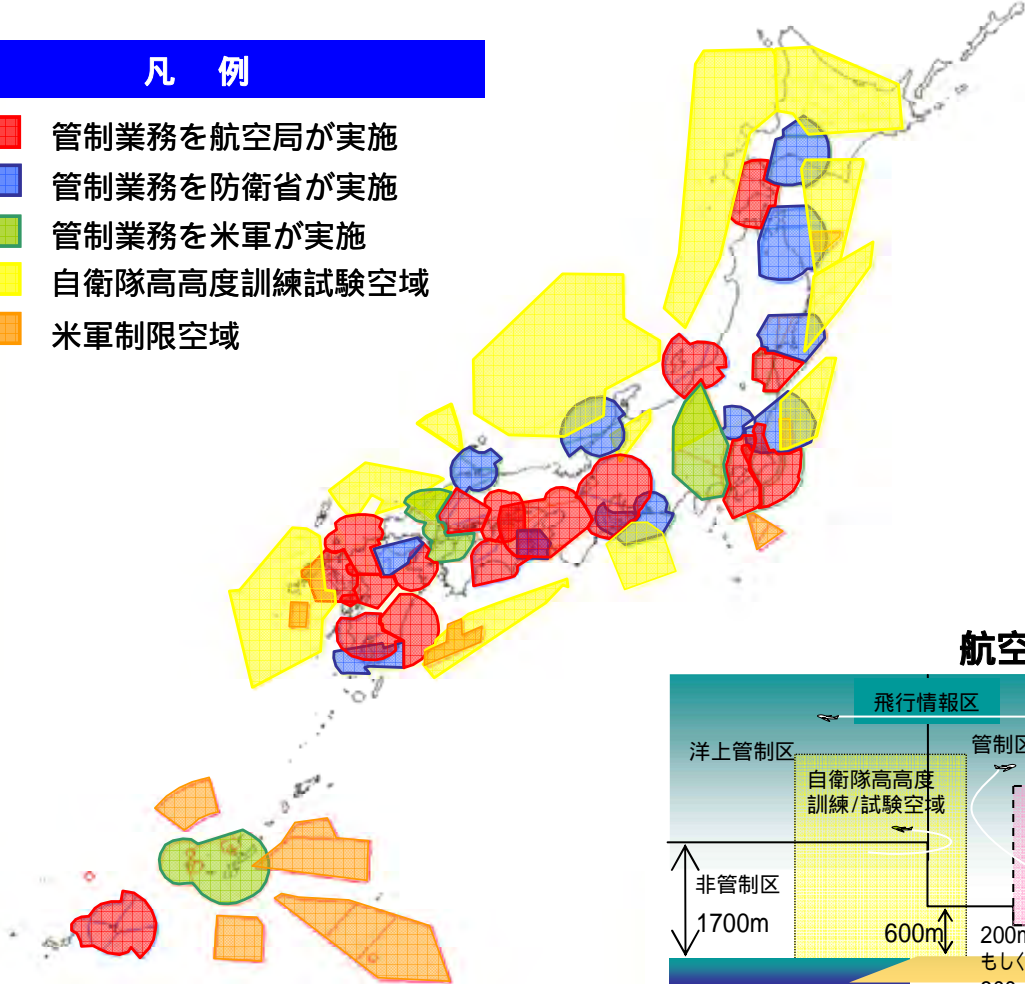 凡 例
管制業務を航空局が実施
管制業務を防衛省が実施
管制業務を米軍が実施
自衛隊高高度訓練試験空域
米軍制限空域
航空
飛行情報区
洋上管制区
管制区
自衛隊高高度
訓練/試験空域
非管制区
1700m
600m
200m
もしく